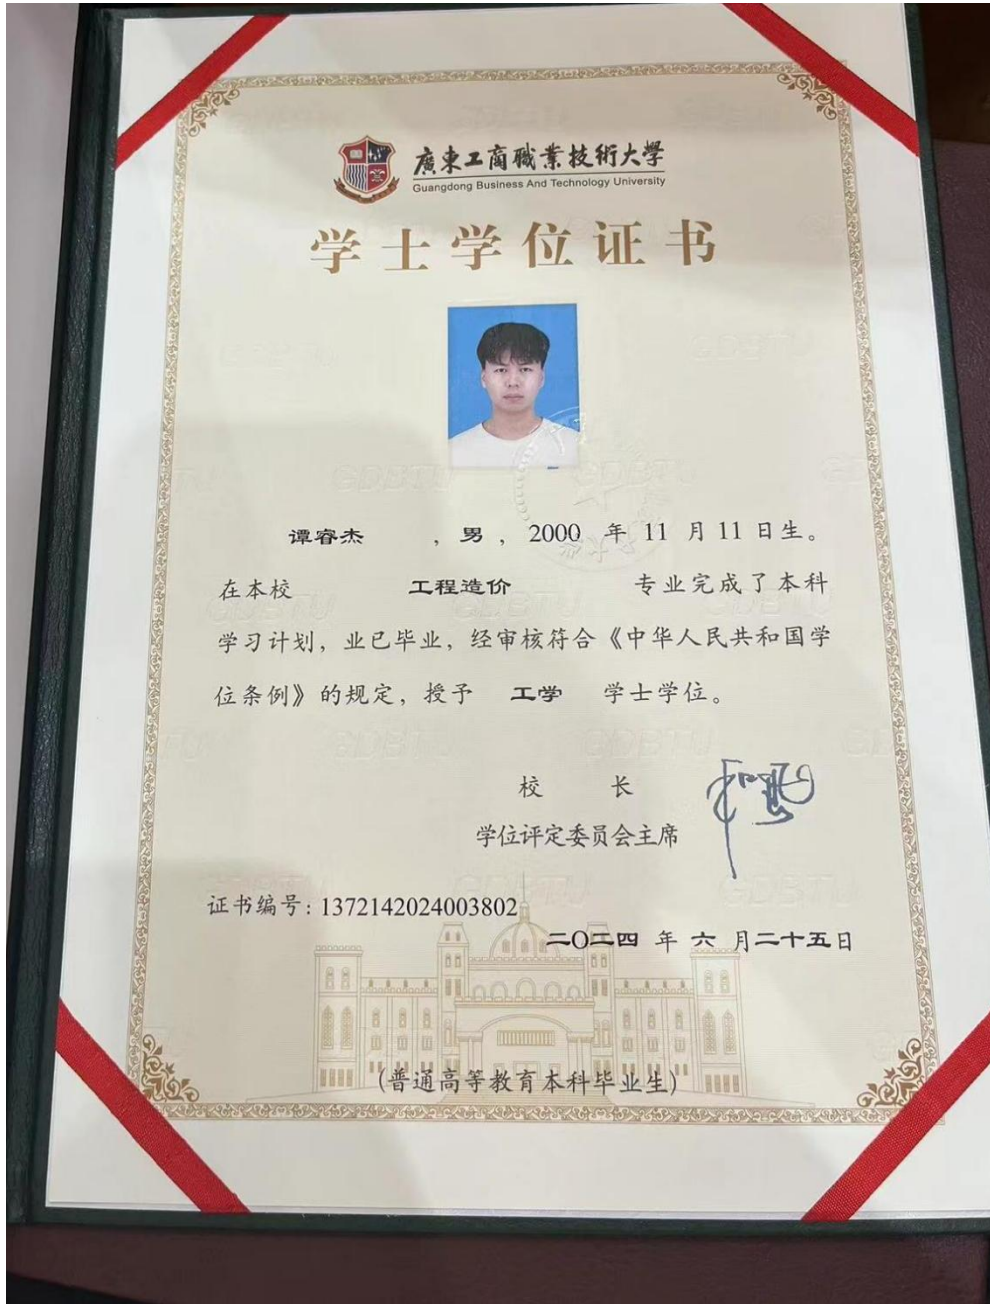 廣東工商職業技術大學
Guangdong Business And Technology University
学士学位证书
谭睿杰 , 男 , 2000 年 11 月 11 日生。
在本校 工程造价 专业完成了本科
学习计划, 业已毕业, 经审核符合《中华人民共和国学
位条例》的规定, 授予 工学 学士学位。
校 长
学位评定委员会主席
证书编号: 1372142024003802
二〇二四 年 六 月二十五日
(普通高等教育本科毕业生)